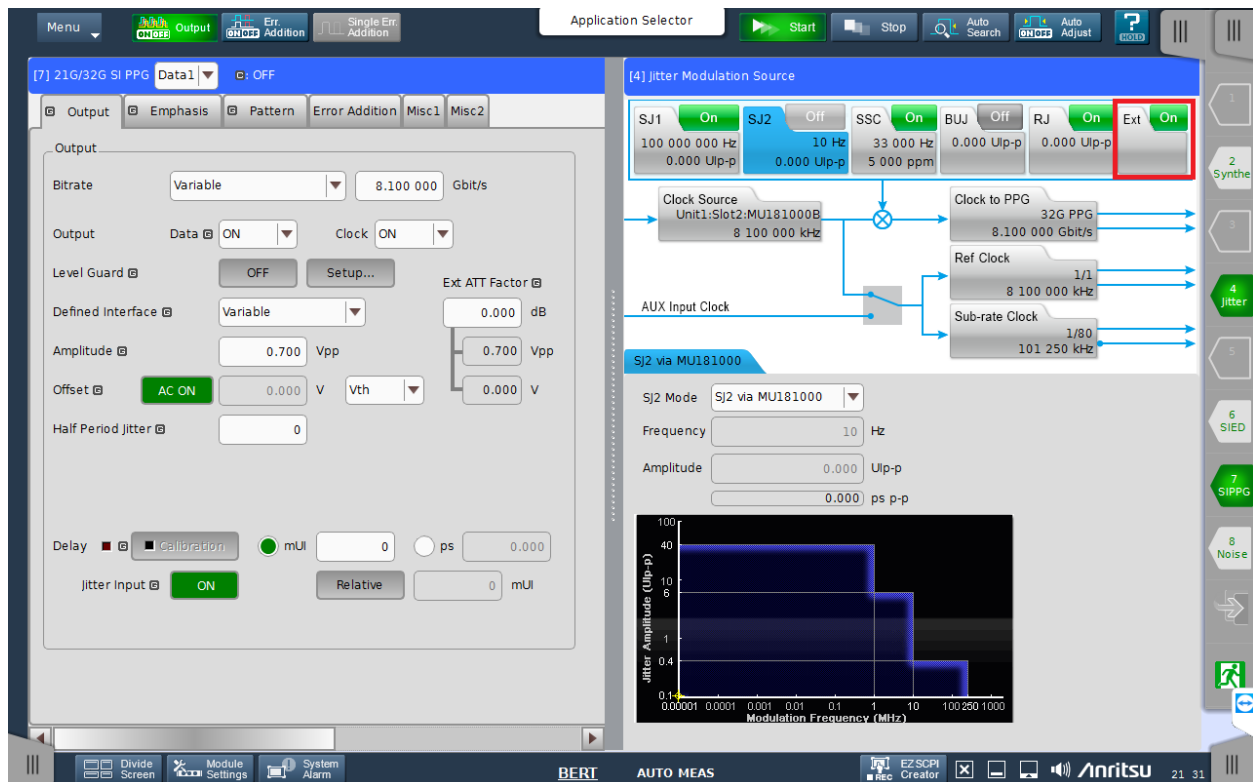 Menu
ON OFF Output
ON OFF Err. Addition
Single Err. Addition
Application Selector
Start
Stop
Auto Search
ON OFF Auto Adjust
? HOLD
[7] 21G/32G SI PPG Data1 C: OFF
C Output C Emphasis C Pattern Error Addition Misc1 Misc2
Output
Bitrate Variable 8.100 000 Gbit/s
Output Data C ON Clock ON
Level Guard C OFF Setup...
Ext ATT Factor C
Defined Interface C Variable 0.000 dB
Amplitude C 0.700 Vpp 0.700 Vpp
Offset C AC ON 0.000 V Vth 0.000 V
Half Period Jitter C 0
Delay C Calibration mUI 0 ps 0.000
Jitter Input C ON Relative 0 mUI
[4] Jitter Modulation Source
SJ1 On SJ2 Off SSC On BUJ Off RJ On Ext On
100 000 000 Hz 10 Hz 33 000 Hz 0.000 UIp-p 0.000 UIp-p
0.000 UIp-p 0.000 UIp-p 5 000 ppm
Clock Source
Unit1:Slot2:MU181000B
8 100 000 kHz
Clock to PPG
32G PPG
8.100 000 Gbit/s
Ref Clock
1/1
8 100 000 kHz
AUX Input Clock
Sub-rate Clock
1/80
101 250 kHz
SJ2 via MU181000
SJ2 Mode SJ2 via MU181000
Frequency 10 Hz
Amplitude 0.000 UIp-p
0.000 ps p-p
Jitter Amplitude (UIp-p)
100
40
10
6
1
0.4
0.1
0.00001 0.0001 0.001 0.01 0.1 1 10 100 250 1000
Modulation Frequency (MHz)
1
2 Synthe
3
4 Jitter
5
6 SIED
7 SIPPG
8 Noise
Divide Screen
Module Settings
System Alarm
BERT
AUTO MEAS
REC EZSCPI Creator
Anritsu
21 31